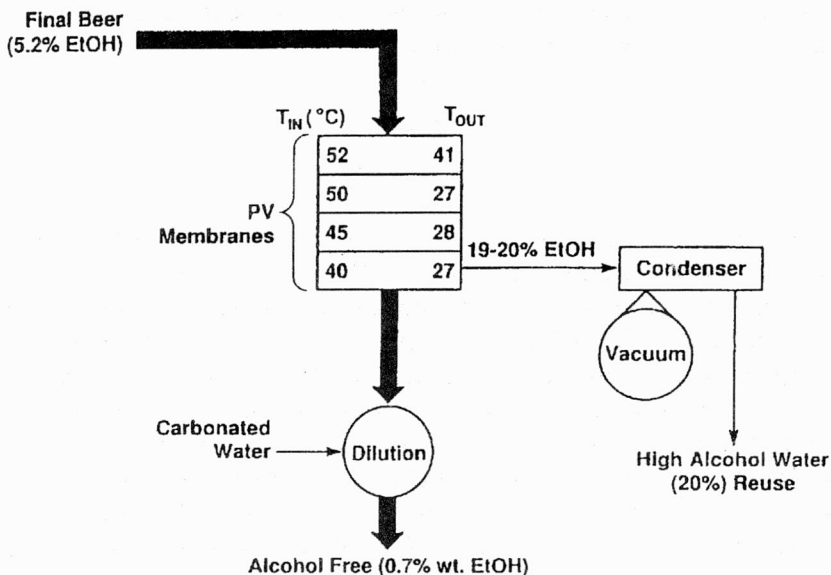 Final Beer
(5.2% EtOH)
T_IN (°C) T_OUT
52 41
50 27
45 28
40 27
PV
Membranes
19-20% EtOH
Condenser
Vacuum
Carbonated
Water
Dilution
High Alcohol Water
(20%) Reuse
Alcohol Free (0.7% wt. EtOH)